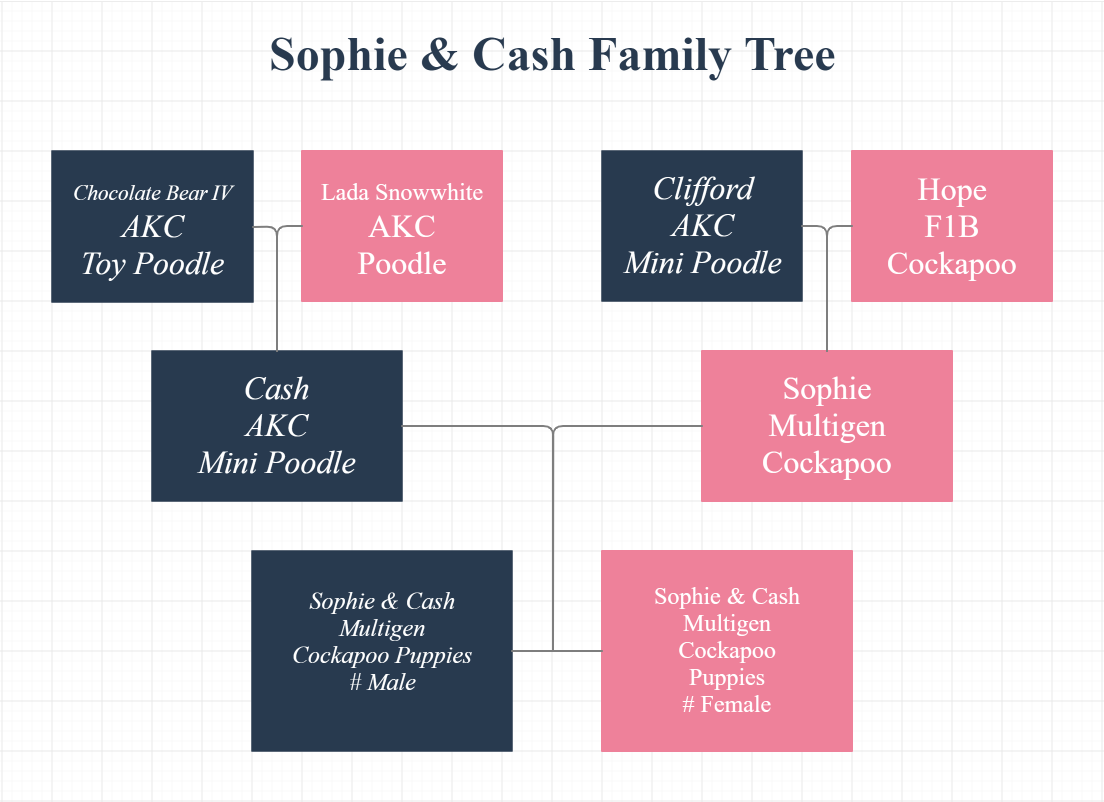 Sophie & Cash Family Tree
Chocolate Bear IV
AKC
Toy Poodle
Lada Snowwhite
AKC
Poodle
Clifford
AKC
Mini Poodle
Hope
F1B
Cockapoo
Cash
AKC
Mini Poodle
Sophie
Multigen
Cockapoo
Sophie & Cash
Multigen
Cockapoo Puppies
# Male
Sophie & Cash
Multigen
Cockapoo
Puppies
# Female